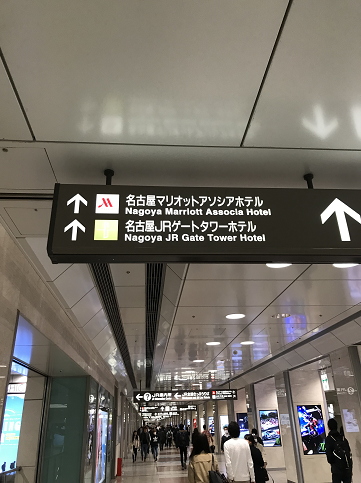 名古屋マリオットアソシアホテル
Nagoya Marriott Associa Hotel
名古屋JRゲートタワーホテル
Nagoya JR Gate Tower Hotel